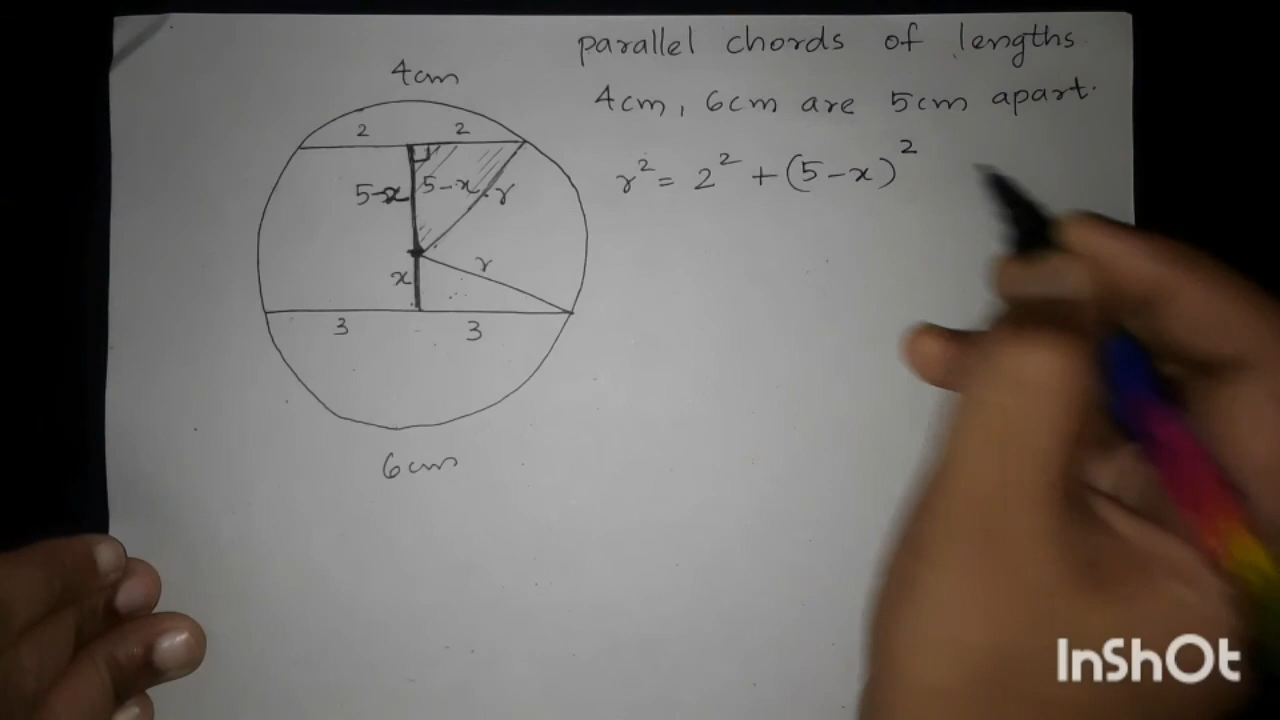 parallel chords of lengths
4cm, 6cm are 5cm apart.
4cm
r² = 2² + (5-x)²
2 2
5-x 5-x r
x r
3 3
6cm
InShOt